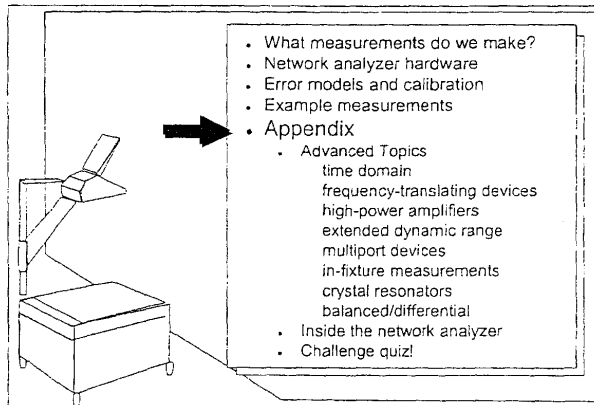 • What measurements do we make?
• Network analyzer hardware
• Error models and calibration
• Example measurements
• Appendix
• Advanced Topics
time domain
frequency-translating devices
high-power amplifiers
extended dynamic range
multiport devices
in-fixture measurements
crystal resonators
balanced/differential
• Inside the network analyzer
• Challenge quiz!